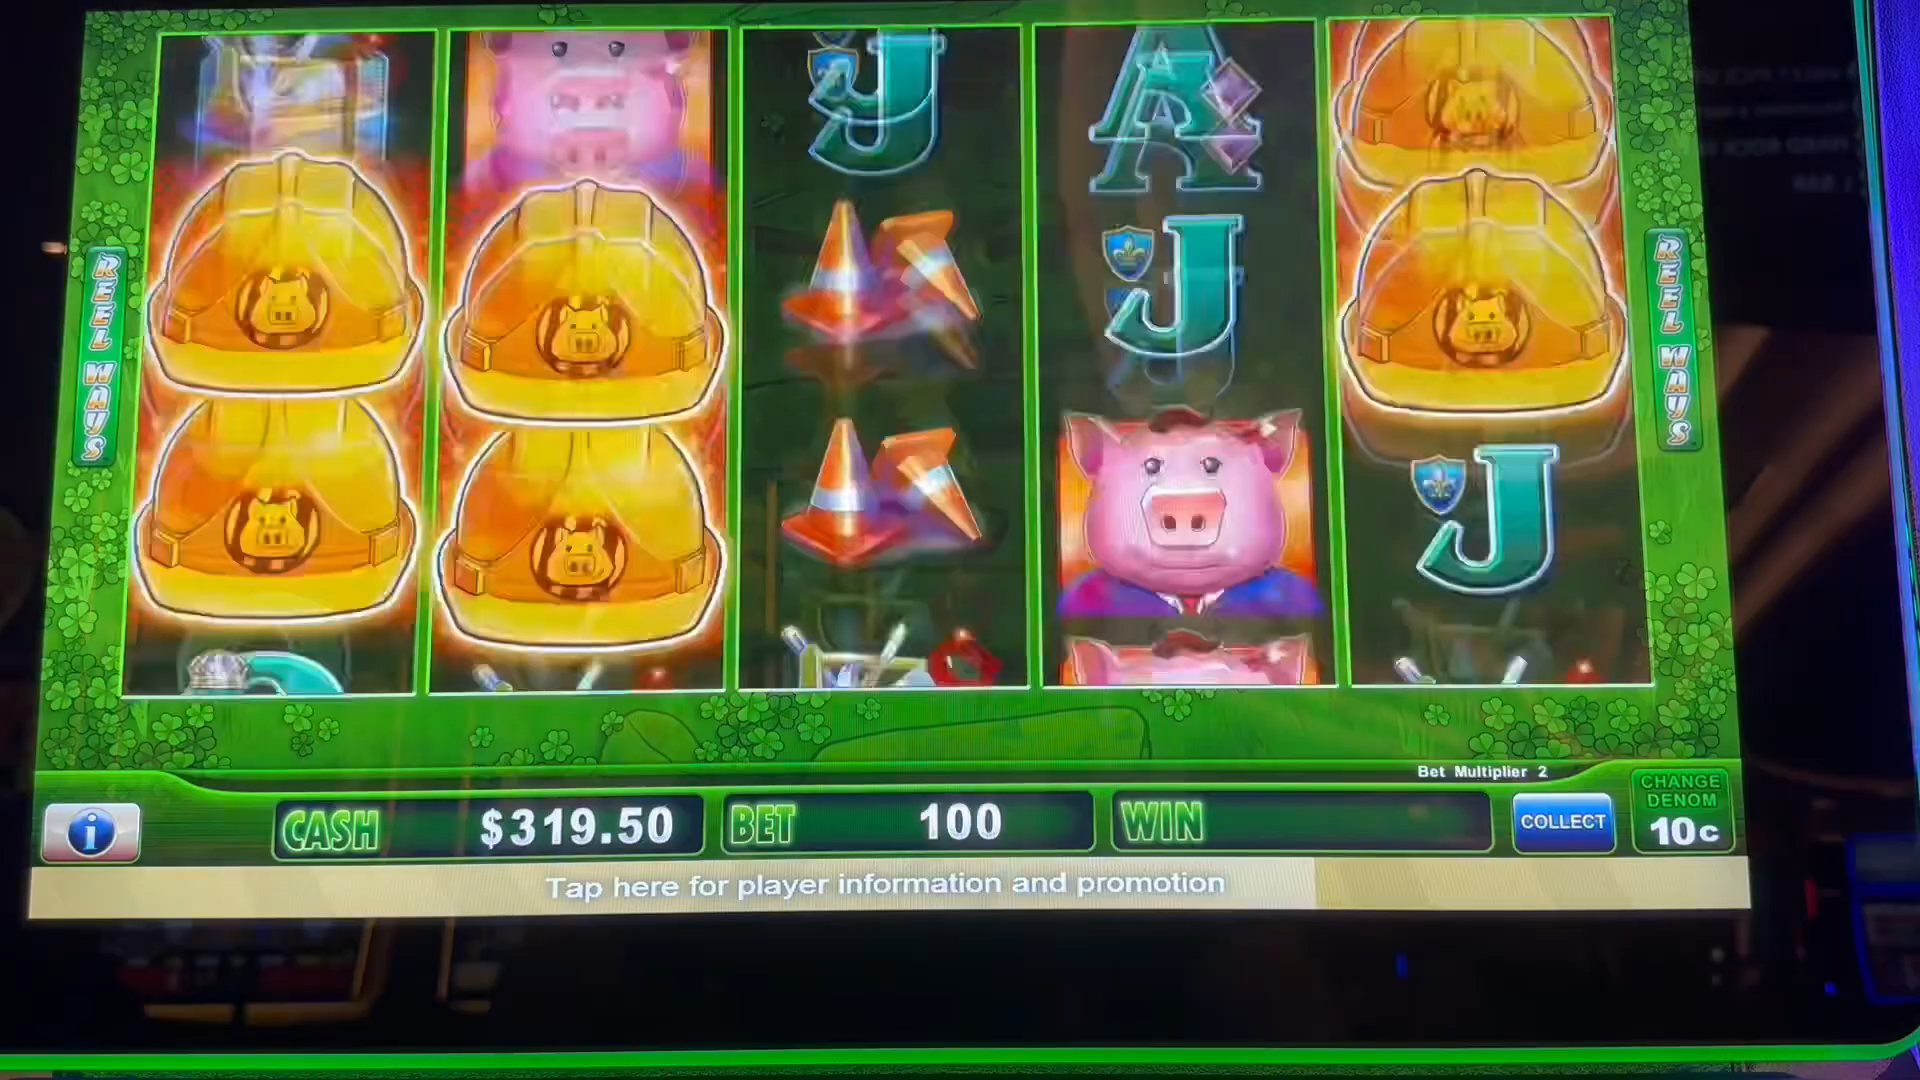 J
A
J
J
REEL WAYS
REEL WAYS
Bet Multiplier 2
CASH $319.50
BET 100
WIN
COLLECT
CHANGE
DENOM
10c
i
Tap here for player information and promotion